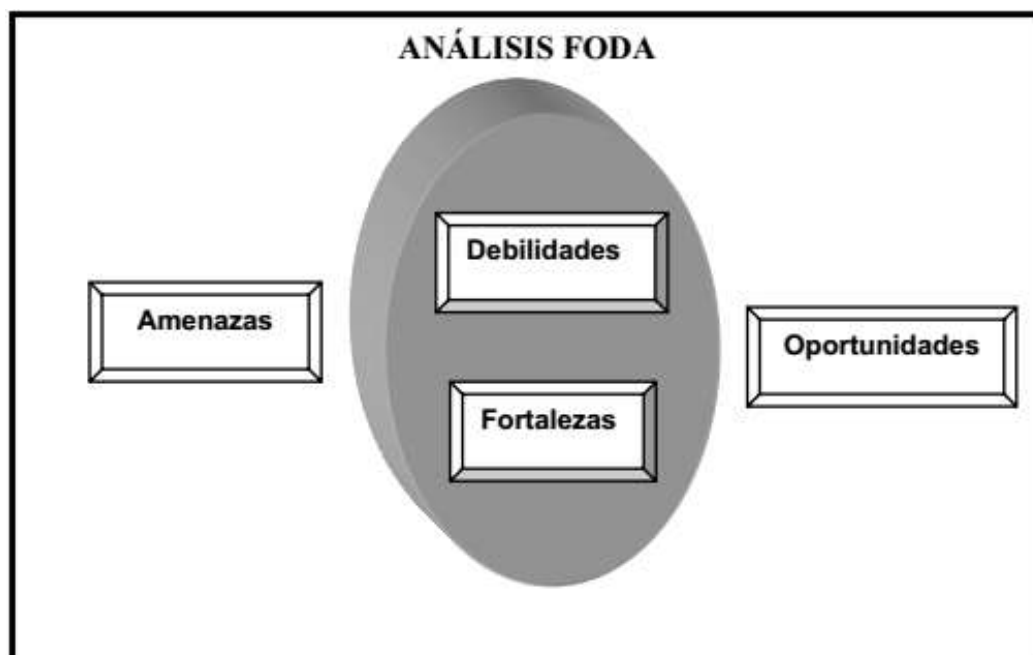 ANÁLISIS FODA
Debilidades
Amenazas
Oportunidades
Fortalezas